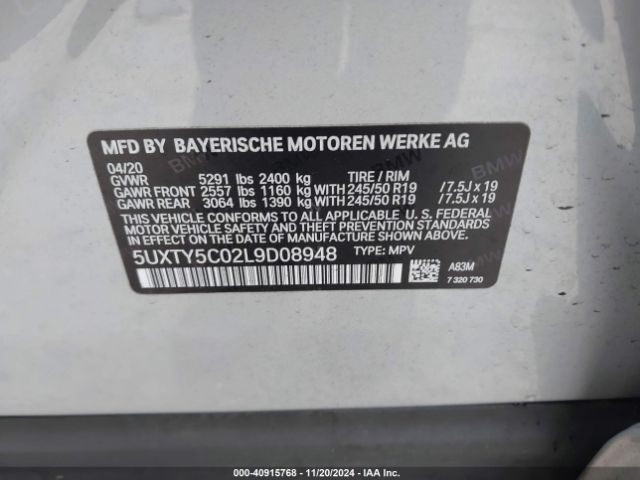 MFD BY BAYERISCHE MOTOREN WERKE AG
04/20
GVWR 5291 lbs 2400 kg TIRE / RIM
GAWR FRONT 2557 lbs 1160 kg WITH 245/50 R19 / 7.5J x 19
GAWR REAR 3064 lbs 1390 kg WITH 245/50 R19 / 7.5J x 19
THIS VEHICLE CONFORMS TO ALL APPLICABLE U. S. FEDERAL
MOTOR VEHICLE SAFETY AND THEFT PREVENTION STANDARDS
IN EFFECT ON THE DATE OF MANUFACTURE SHOWN ABOVE.
5UXTY5C02L9D08948 TYPE: MPV
A83M
7 320 730
000-40915768 - IAAI.COM - 11/20/2024